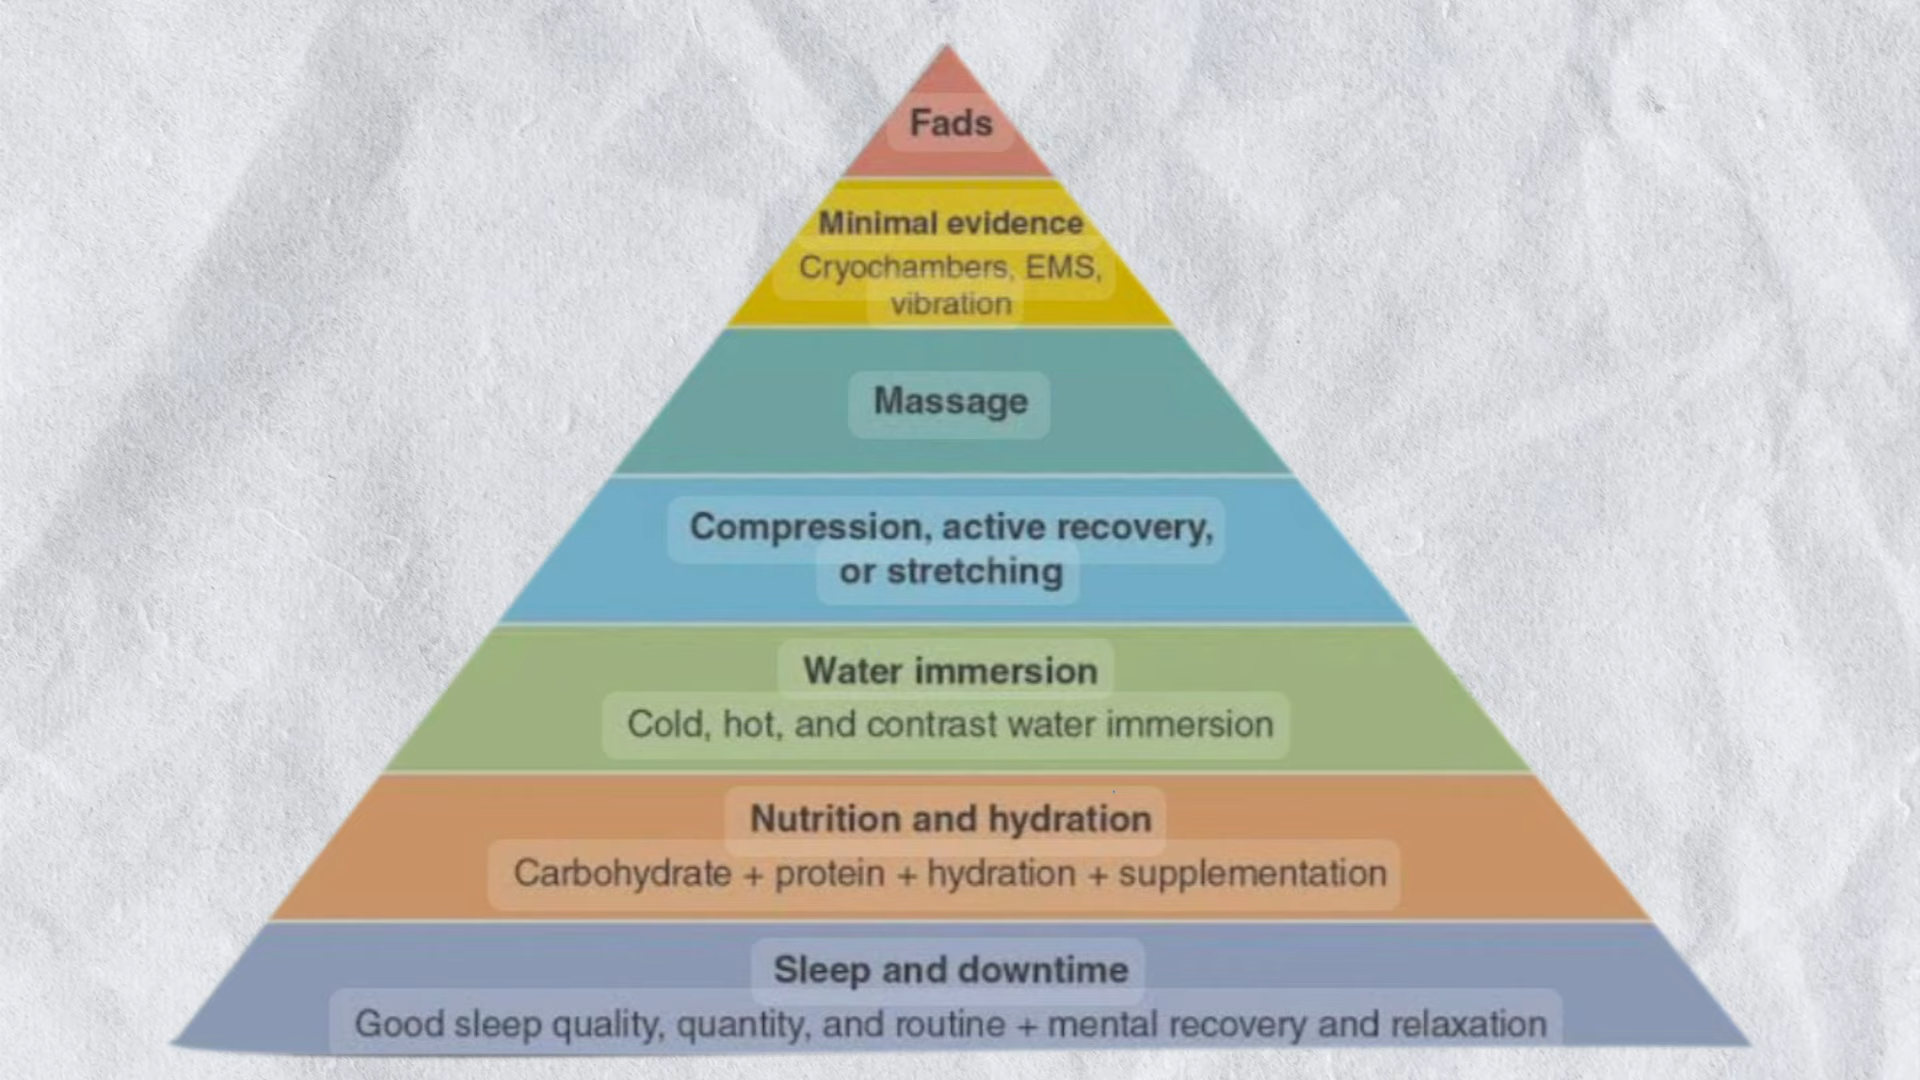 Fads
Minimal evidence
Cryochambers, EMS,
vibration
Massage
Compression, active recovery,
or stretching
Water immersion
Cold, hot, and contrast water immersion
Nutrition and hydration
Carbohydrate + protein + hydration + supplementation
Sleep and downtime
Good sleep quality, quantity, and routine + mental recovery and relaxation